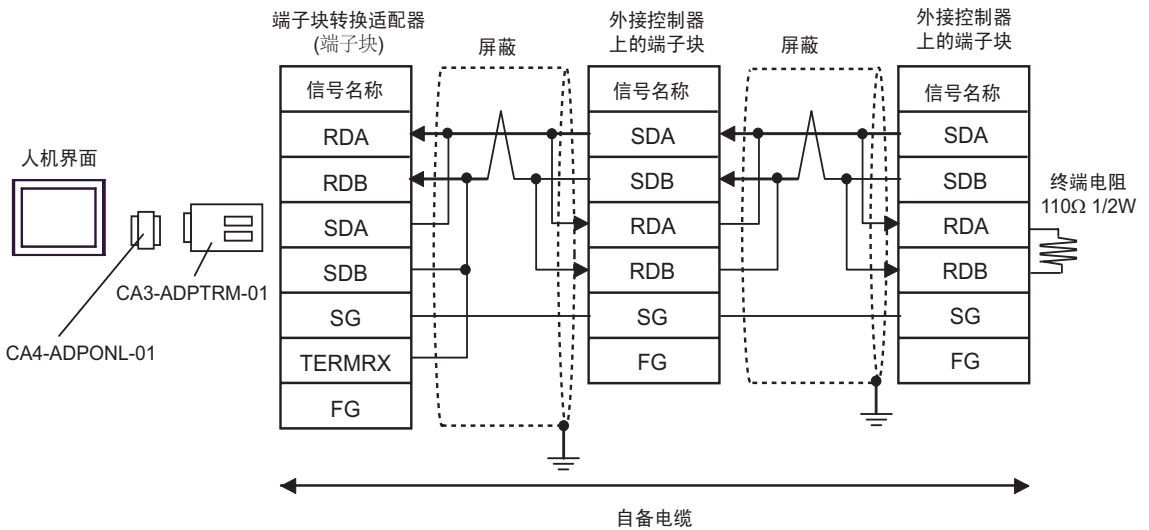 端子块转换适配器
(端子块)
屏蔽
外接控制器
上的端子块
屏蔽
外接控制器
上的端子块
人机界面
CA3-ADPTRM-01
CA4-ADPONL-01
信号名称
RDA
RDB
SDA
SDB
SG
TERMRX
FG
信号名称
SDA
SDB
RDA
RDB
SG
FG
信号名称
SDA
SDB
RDA
RDB
SG
FG
终端电阻
110Ω 1/2W
自备电缆